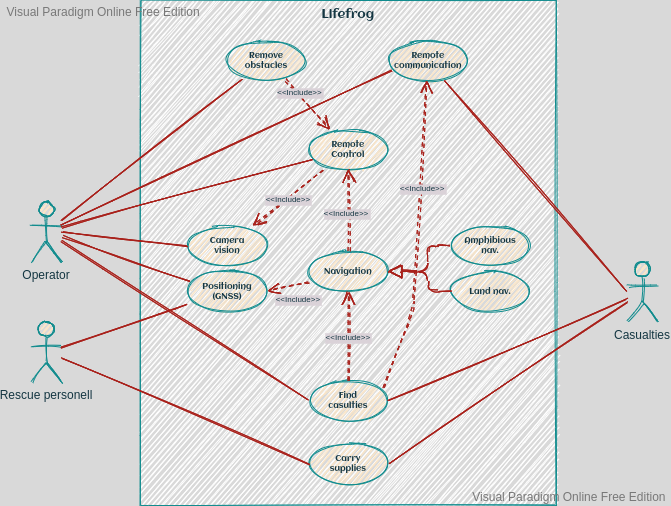 Visual Paradigm Online Free Edition
Lifefrog
Remove
obstacles
Remote
communication
<<Include>>
Remote
Control
<<Include>>
<<Include>>
<<Include>>
Camera
vision
Amphibious
nav.
Operator
Navigation
Positioning
(GNSS)
Land nav.
<<Include>>
Casualties
<<Include>>
Rescue personell
Find
casulties
Carry
supplies
Visual Paradigm Online Free Edition